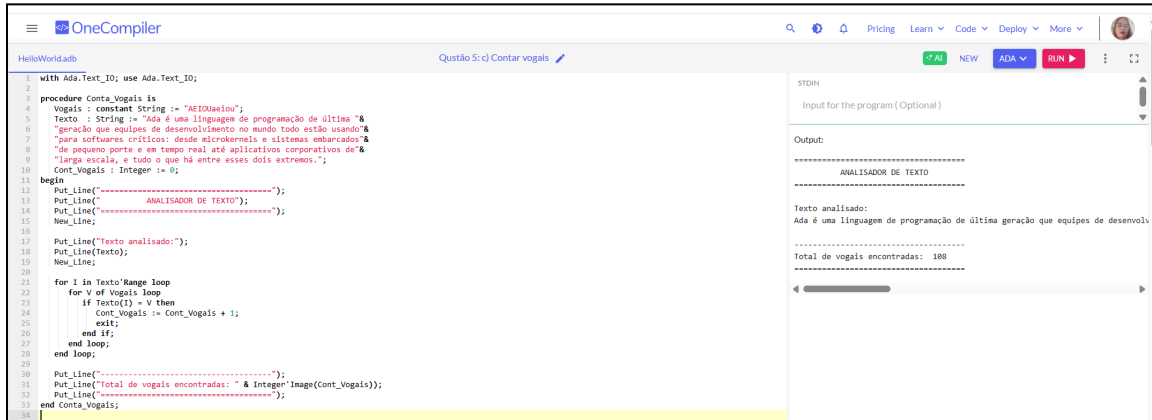 OneCompiler
Pricing Learn Code Deploy More
HelloWorld.adb
Qustão 5: c) Contar vogais
AI NEW ADA RUN
1 with Ada.Text_IO; use Ada.Text_IO;
2
3 procedure Conta_Vogais is
4 Vogais : constant String := "AEIOUaeiou";
5 Texto : String := "Ada é uma linguagem de programação de última "&
6 "geração que equipes de desenvolvimento no mundo todo estão usando"&
7 "para softwares críticos: desde microkernels e sistemas embarcados"&
8 "de pequeno porte e em tempo real até aplicativos corporativos de"&
9 "larga escala, e tudo o que há entre esses dois extremos.";
10 Cont_Vogais : Integer := 0;
11 begin
12 Put_Line("=====================================");
13 Put_Line("          ANALISADOR DE TEXTO");
14 Put_Line("=====================================");
15 New_Line;
16
17 Put_Line("Texto analisado:");
18 Put_Line(Texto);
19 New_Line;
20
21 for I in Texto'Range loop
22 for V of Vogais loop
23 if Texto(I) = V then
24 Cont_Vogais := Cont_Vogais + 1;
25 exit;
26 end if;
27 end loop;
28 end loop;
29
30 Put_Line("-------------------------------------");
31 Put_Line("Total de vogais encontradas: " & Integer'Image(Cont_Vogais));
32 Put_Line("=====================================");
33 end Conta_Vogais;
34
STDIN
Input for the program ( Optional )
Output:
=====================================
ANALISADOR DE TEXTO
=====================================
Texto analisado:
Ada é uma linguagem de programação de última geração que equipes de desenvolv
-------------------------------------
Total de vogais encontradas:  108
=====================================